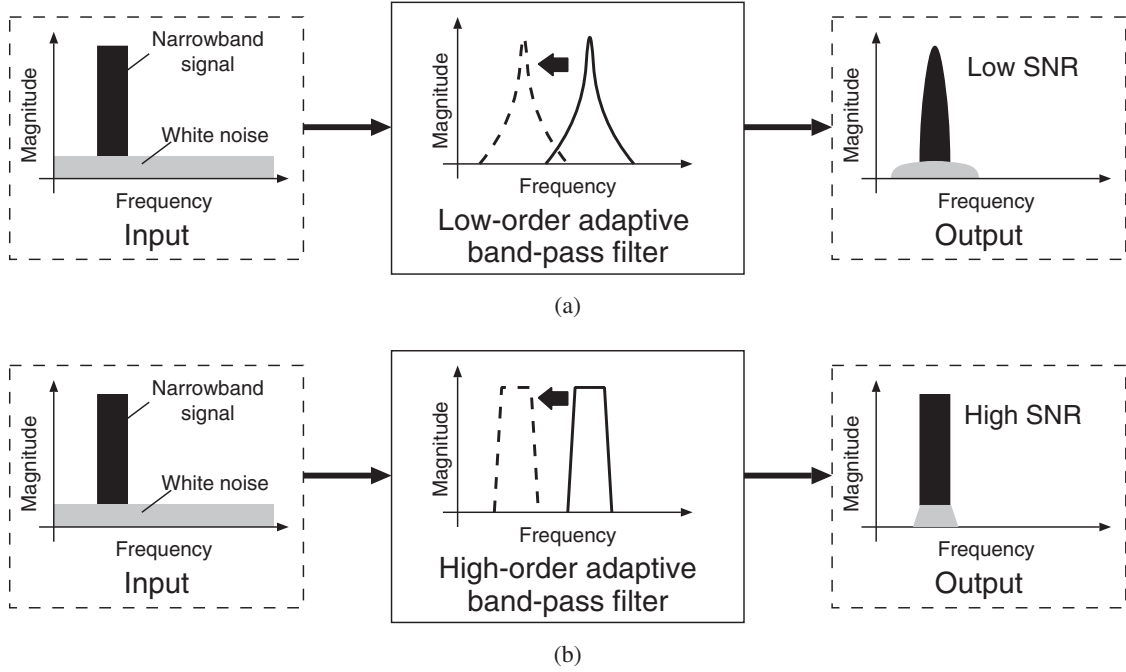 Magnitude
Narrowband
signal
White noise
Frequency
Input
Magnitude
Frequency
Low-order adaptive
band-pass filter
Magnitude
Low SNR
Frequency
Output
(a)
Magnitude
Narrowband
signal
White noise
Frequency
Input
Magnitude
Frequency
High-order adaptive
band-pass filter
Magnitude
High SNR
Frequency
Output
(b)